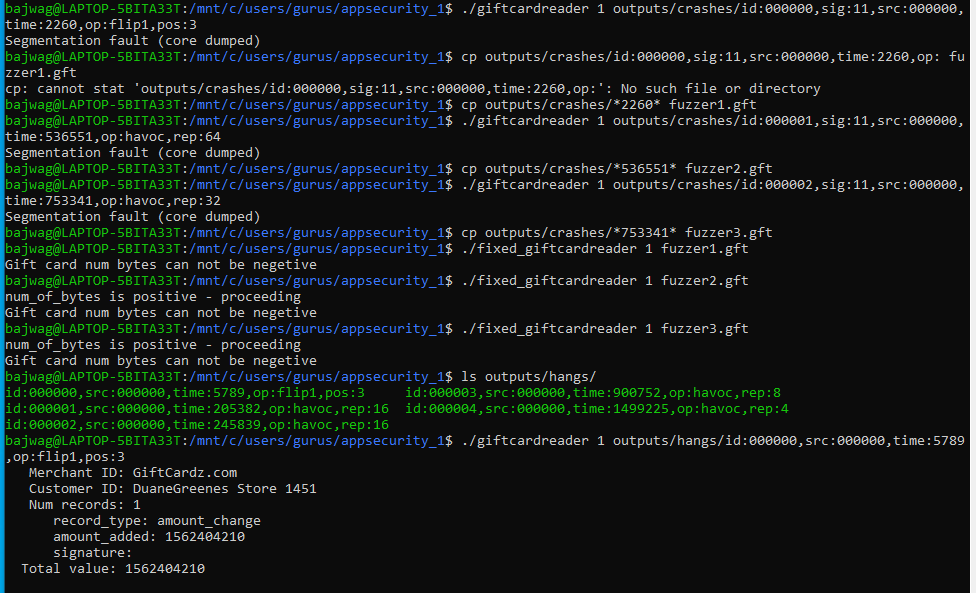 bajwag@LAPTOP-5BITA33T:/mnt/c/users/gurus/appsecurity_1$ ./giftcardreader 1 outputs/crashes/id:000000,sig:11,src:000000,
time:2260,op:flip1,pos:3
Segmentation fault (core dumped)
bajwag@LAPTOP-5BITA33T:/mnt/c/users/gurus/appsecurity_1$ cp outputs/crashes/id:000000,sig:11,src:000000,time:2260,op: fu
zzer1.gft
cp: cannot stat 'outputs/crashes/id:000000,sig:11,src:000000,time:2260,op:': No such file or directory
bajwag@LAPTOP-5BITA33T:/mnt/c/users/gurus/appsecurity_1$ cp outputs/crashes/*2260* fuzzer1.gft
bajwag@LAPTOP-5BITA33T:/mnt/c/users/gurus/appsecurity_1$ ./giftcardreader 1 outputs/crashes/id:000001,sig:11,src:000000,
time:536551,op:havoc,rep:64
Segmentation fault (core dumped)
bajwag@LAPTOP-5BITA33T:/mnt/c/users/gurus/appsecurity_1$ cp outputs/crashes/*536551* fuzzer2.gft
bajwag@LAPTOP-5BITA33T:/mnt/c/users/gurus/appsecurity_1$ ./giftcardreader 1 outputs/crashes/id:000002,sig:11,src:000000,
time:753341,op:havoc,rep:32
Segmentation fault (core dumped)
bajwag@LAPTOP-5BITA33T:/mnt/c/users/gurus/appsecurity_1$ cp outputs/crashes/*753341* fuzzer3.gft
bajwag@LAPTOP-5BITA33T:/mnt/c/users/gurus/appsecurity_1$ ./fixed_giftcardreader 1 fuzzer1.gft
Gift card num bytes can not be negetive
bajwag@LAPTOP-5BITA33T:/mnt/c/users/gurus/appsecurity_1$ ./fixed_giftcardreader 1 fuzzer2.gft
num_of_bytes is positive - proceeding
Gift card num bytes can not be negetive
bajwag@LAPTOP-5BITA33T:/mnt/c/users/gurus/appsecurity_1$ ./fixed_giftcardreader 1 fuzzer3.gft
num_of_bytes is positive - proceeding
Gift card num bytes can not be negetive
bajwag@LAPTOP-5BITA33T:/mnt/c/users/gurus/appsecurity_1$ ls outputs/hangs/
id:000000,src:000000,time:5789,op:flip1,pos:3     id:000003,src:000000,time:900752,op:havoc,rep:8
id:000001,src:000000,time:205382,op:havoc,rep:16  id:000004,src:000000,time:1499225,op:havoc,rep:4
id:000002,src:000000,time:245839,op:havoc,rep:16
bajwag@LAPTOP-5BITA33T:/mnt/c/users/gurus/appsecurity_1$ ./giftcardreader 1 outputs/hangs/id:000000,src:000000,time:5789
,op:flip1,pos:3
   Merchant ID: GiftCardz.com
   Customer ID: DuaneGreenes Store 1451
   Num records: 1
      record_type: amount_change
      amount_added: 1562404210
      signature:
  Total value: 1562404210